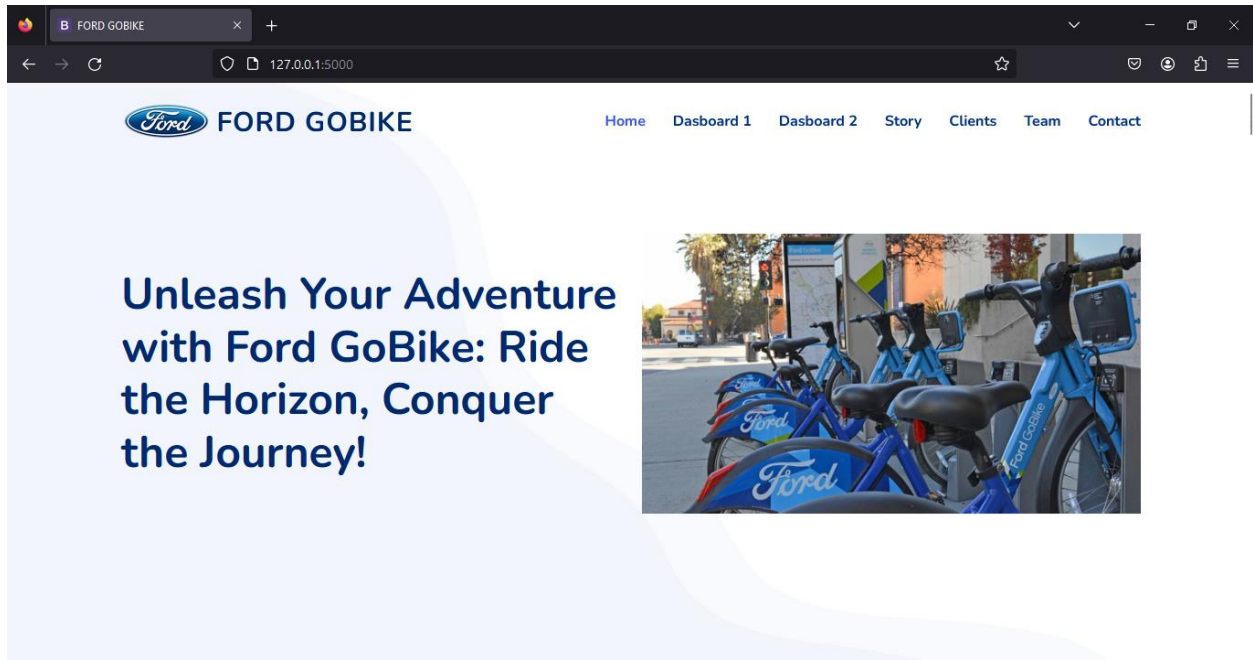 FORD GOBIKE
127.0.0.1:5000
Ford FORD GOBIKE
Home Dasboard 1 Dasboard 2 Story Clients Team Contact
Unleash Your Adventure
with Ford GoBike: Ride
the Horizon, Conquer
the Journey!
Ford
Ford
Ford
Ford GoBike